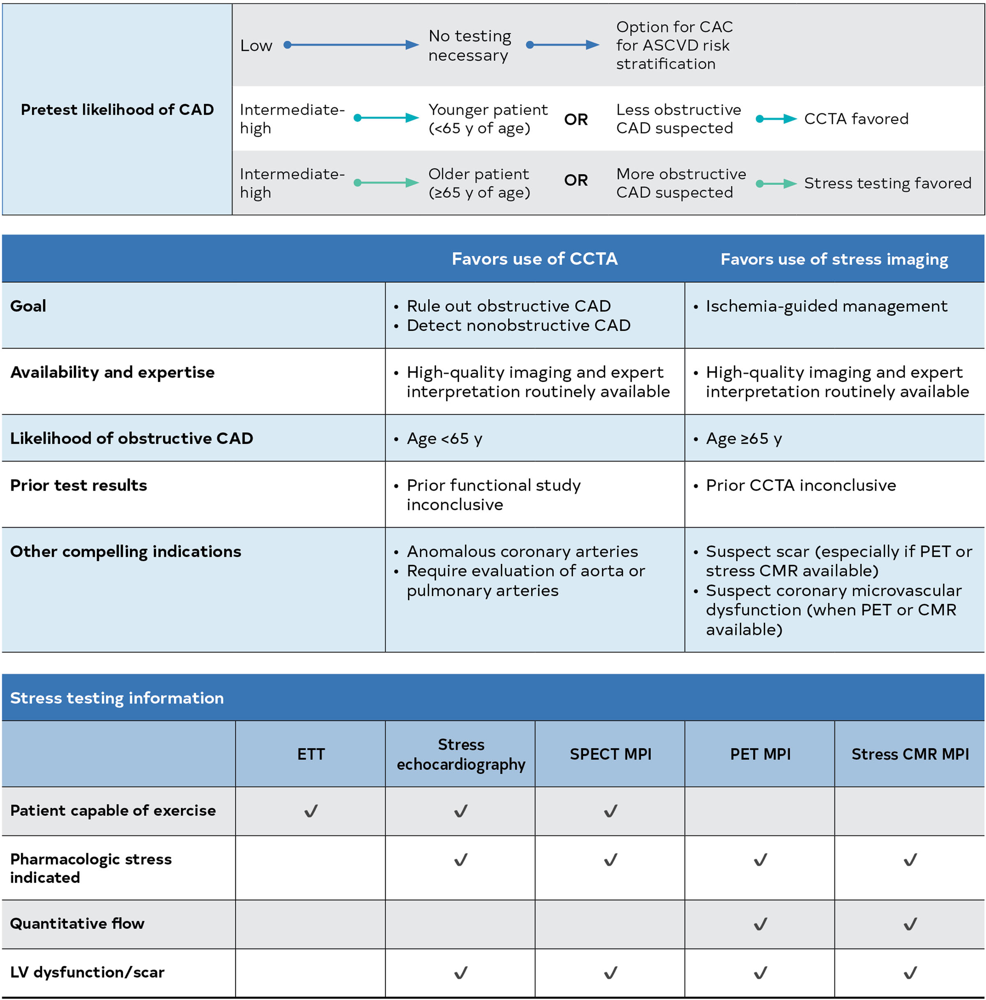 Pretest likelihood of CAD
Low
No testing
necessary
Option for CAC
for ASCVD risk
stratification
Intermediate-
high
Younger patient
(<65 y of age)
OR
Less obstructive
CAD suspected
CCTA favored
Intermediate-
high
Older patient
(≥65 y of age)
OR
More obstructive
CAD suspected
Stress testing favored
Favors use of CCTA
Favors use of stress imaging
Goal
• Rule out obstructive CAD
• Detect nonobstructive CAD
• Ischemia-guided management
Availability and expertise
• High-quality imaging and expert
interpretation routinely available
• High-quality imaging and expert
interpretation routinely available
Likelihood of obstructive CAD
• Age <65 y
• Age ≥65 y
Prior test results
• Prior functional study
inconclusive
• Prior CCTA inconclusive
Other compelling indications
• Anomalous coronary arteries
• Require evaluation of aorta or
pulmonary arteries
• Suspect scar (especially if PET or
stress CMR available)
• Suspect coronary microvascular
dysfunction (when PET or CMR
available)
Stress testing information
ETT
Stress
echocardiography
SPECT MPI
PET MPI
Stress CMR MPI
Patient capable of exercise
✓ ✓ ✓
Pharmacologic stress
indicated
✓ ✓ ✓ ✓
Quantitative flow
✓ ✓
LV dysfunction/scar
✓ ✓ ✓ ✓